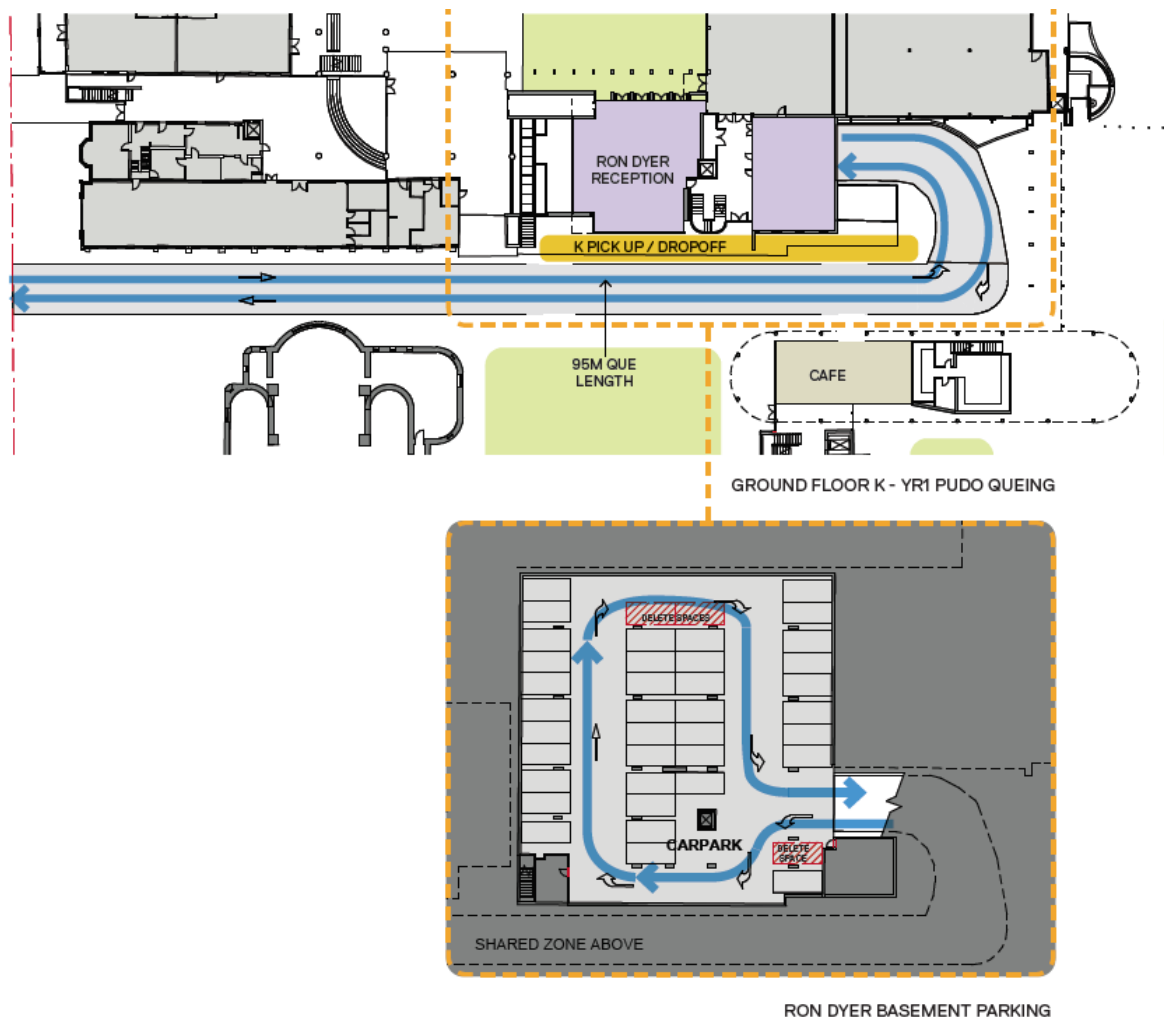 RON DYER
RECEPTION
K PICK UP / DROPOFF
95M QUE
LENGTH
CAFE
GROUND FLOOR K - YR1 PUDO QUEING
DELETE SPACES
CARPARK
DELETE
SPACE
SHARED ZONE ABOVE
RON DYER BASEMENT PARKING